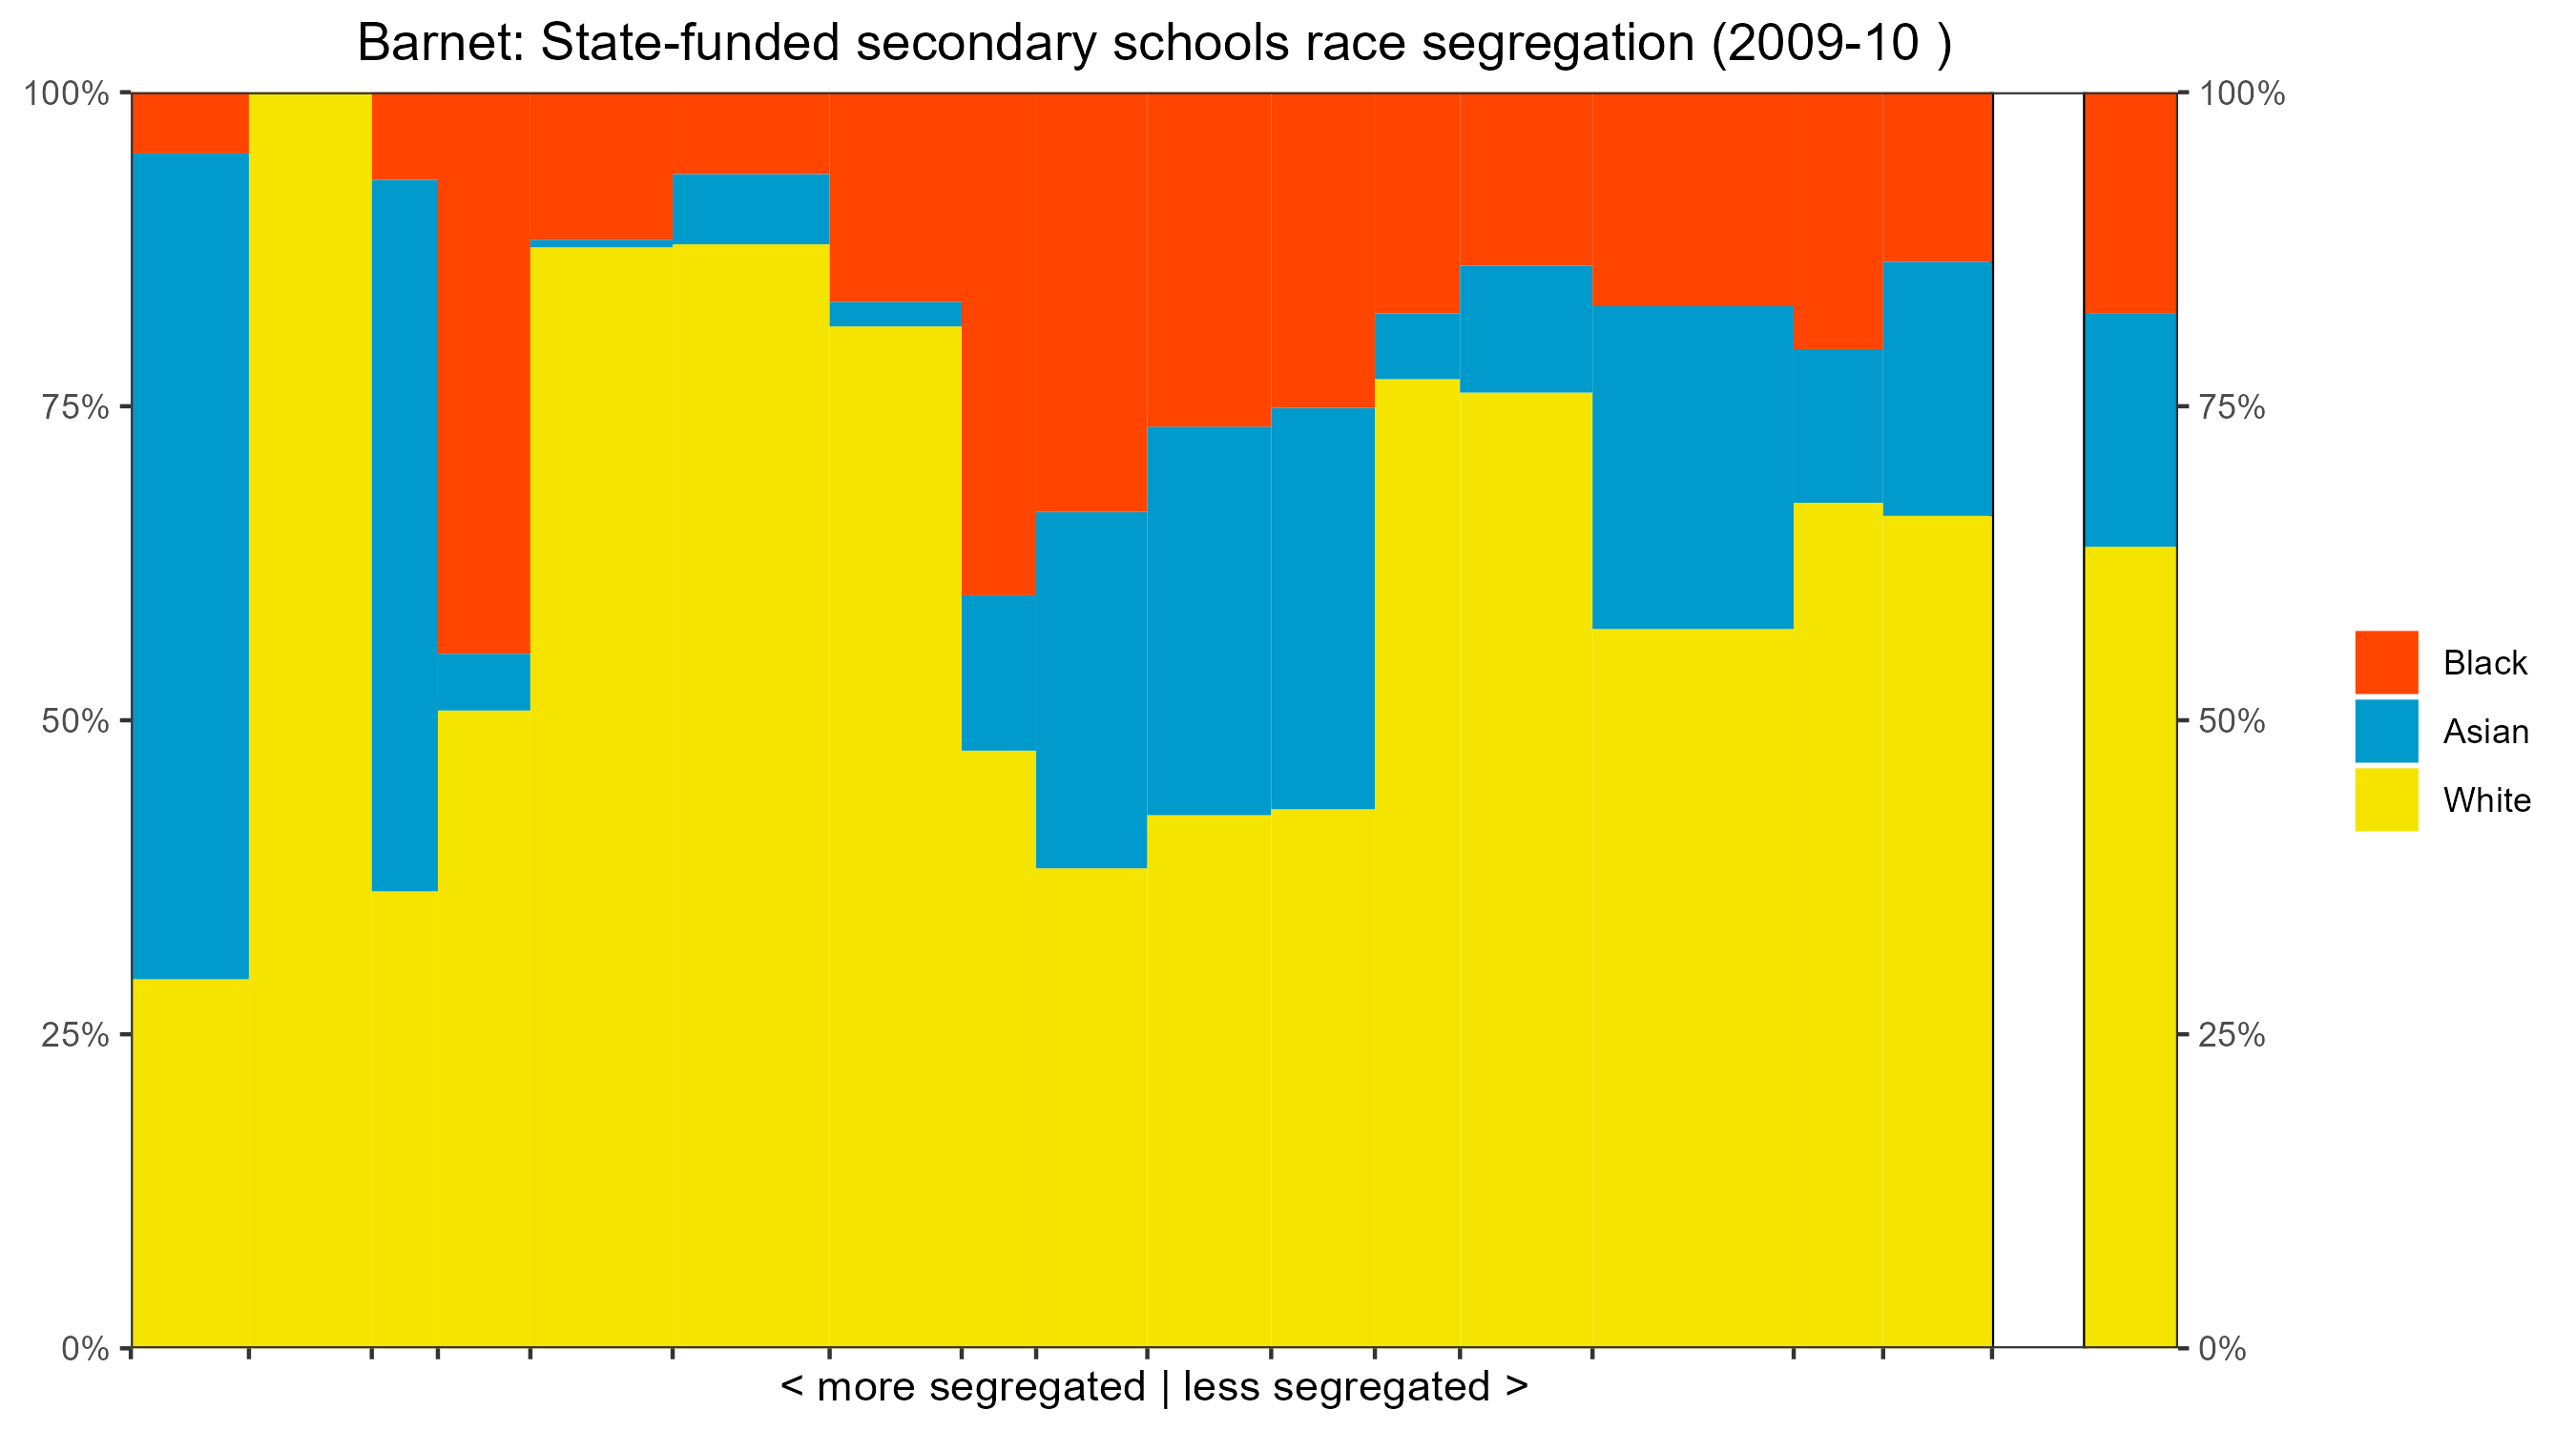 Barnet: State-funded secondary schools race segregation (2009-10 )
100% 100%
75% 75%
50% 50%
25% 25%
0% 0%
Black
Asian
White
< more segregated | less segregated >